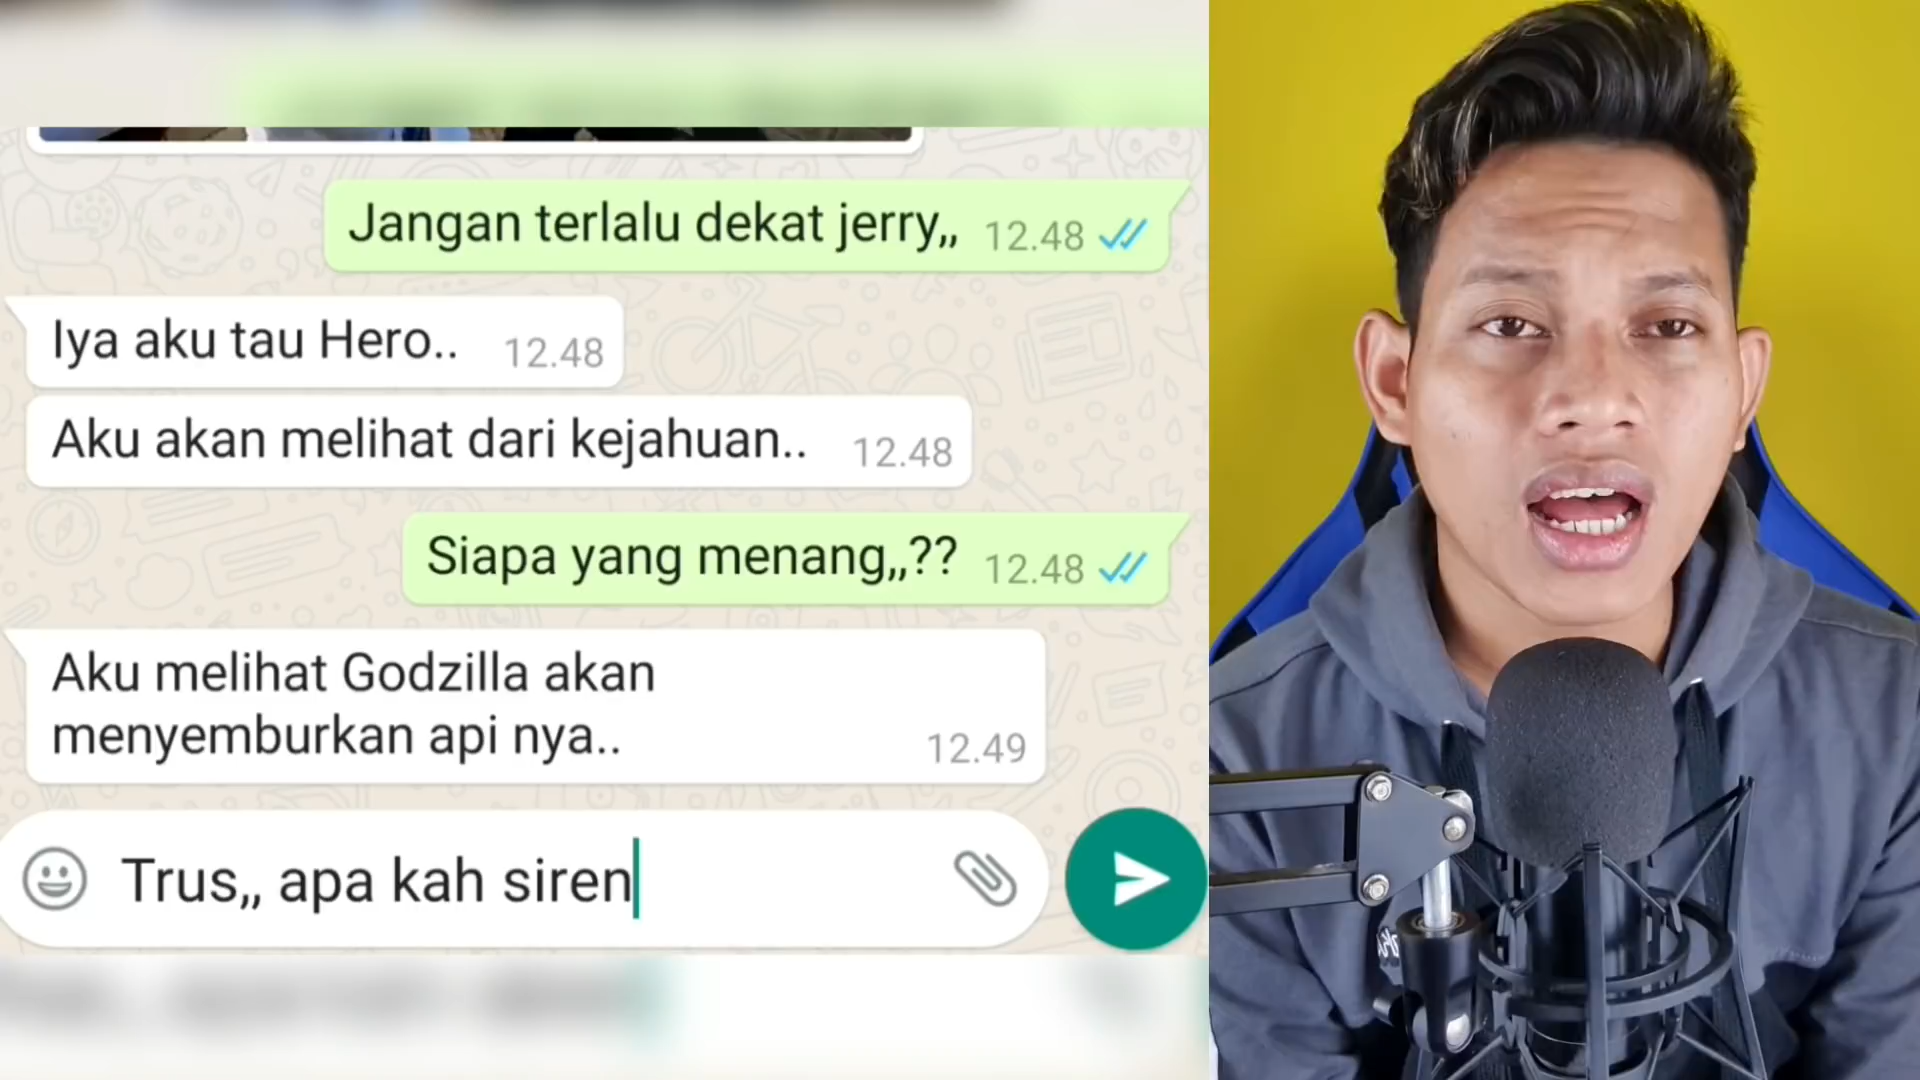 Jangan terlalu dekat jerry,, 12.48
Iya aku tau Hero.. 12.48
Aku akan melihat dari kejahuan.. 12.48
Siapa yang menang,,?? 12.48
Aku melihat Godzilla akan
menyemburkan api nya.. 12.49
Trus,, apa kah siren